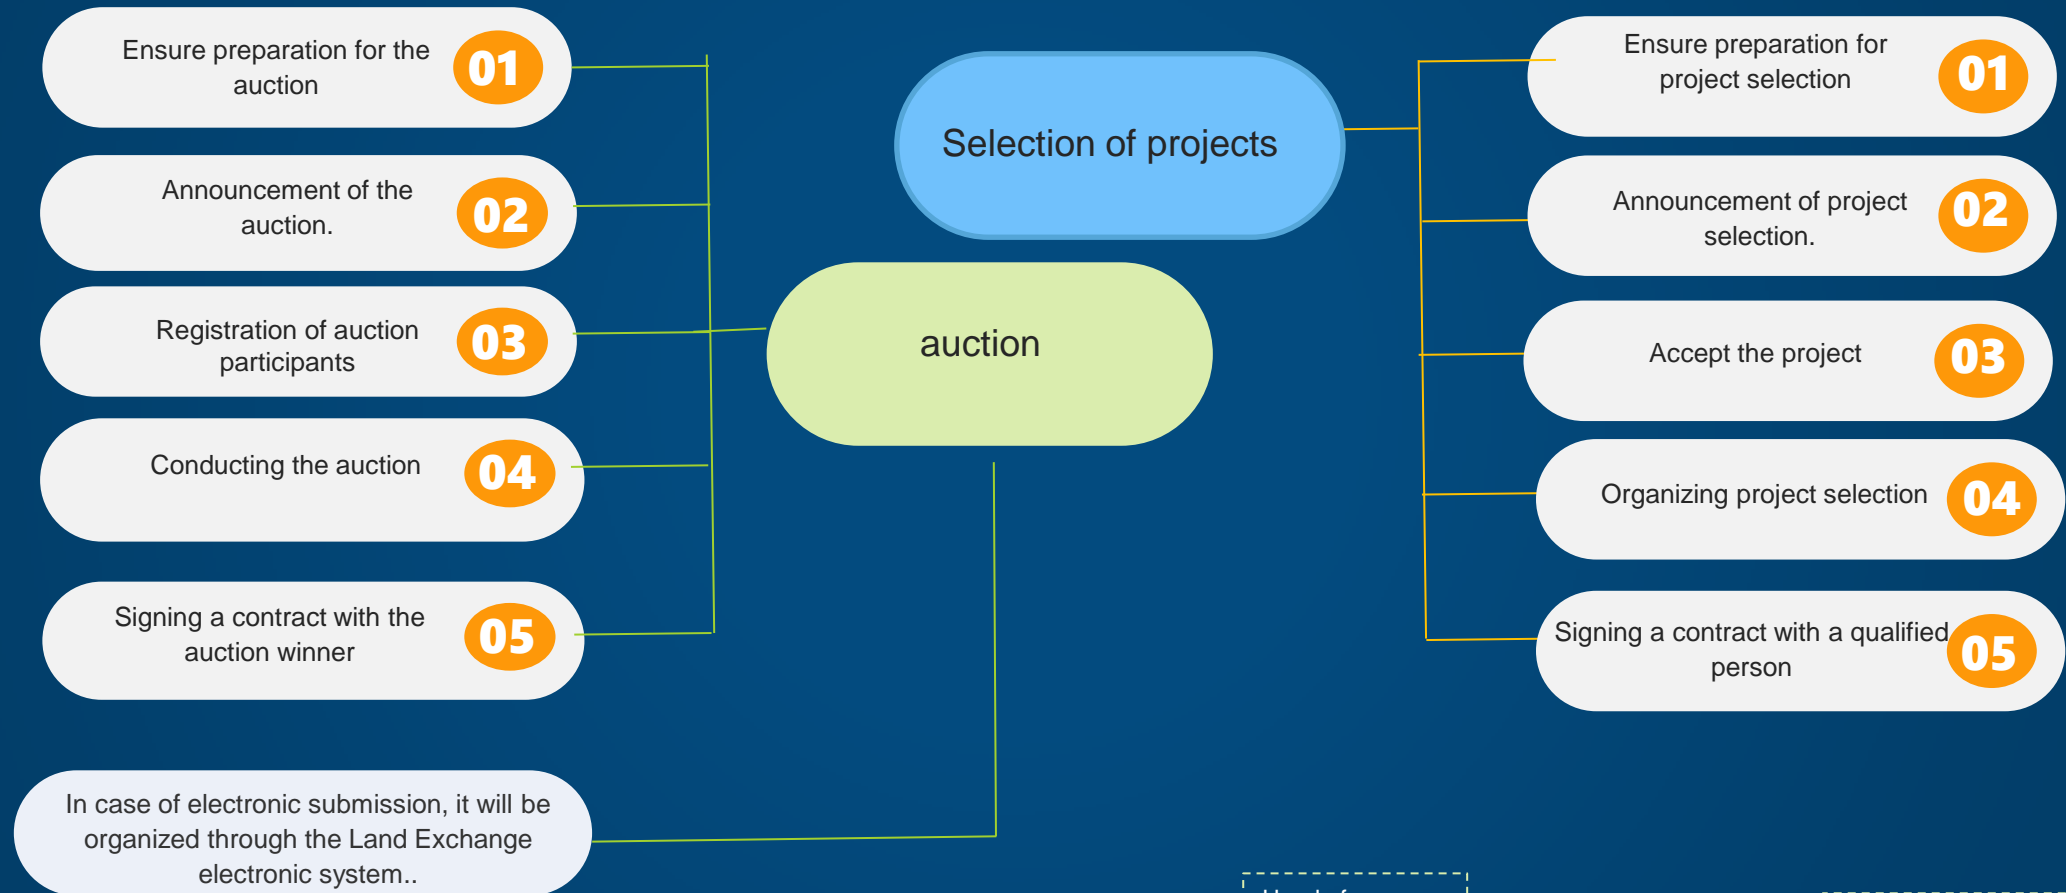 Ensure preparation for the
auction
01
Announcement of the
auction.
02
Registration of auction
participants
03
Conducting the auction
04
Signing a contract with the
auction winner
05
In case of electronic submission, it will be
organized through the Land Exchange
electronic system..
Selection of projects
auction
Ensure preparation for
project selection
01
Announcement of project
selection.
02
Accept the project
03
Organizing project selection
04
Signing a contract with a qualified
person
05